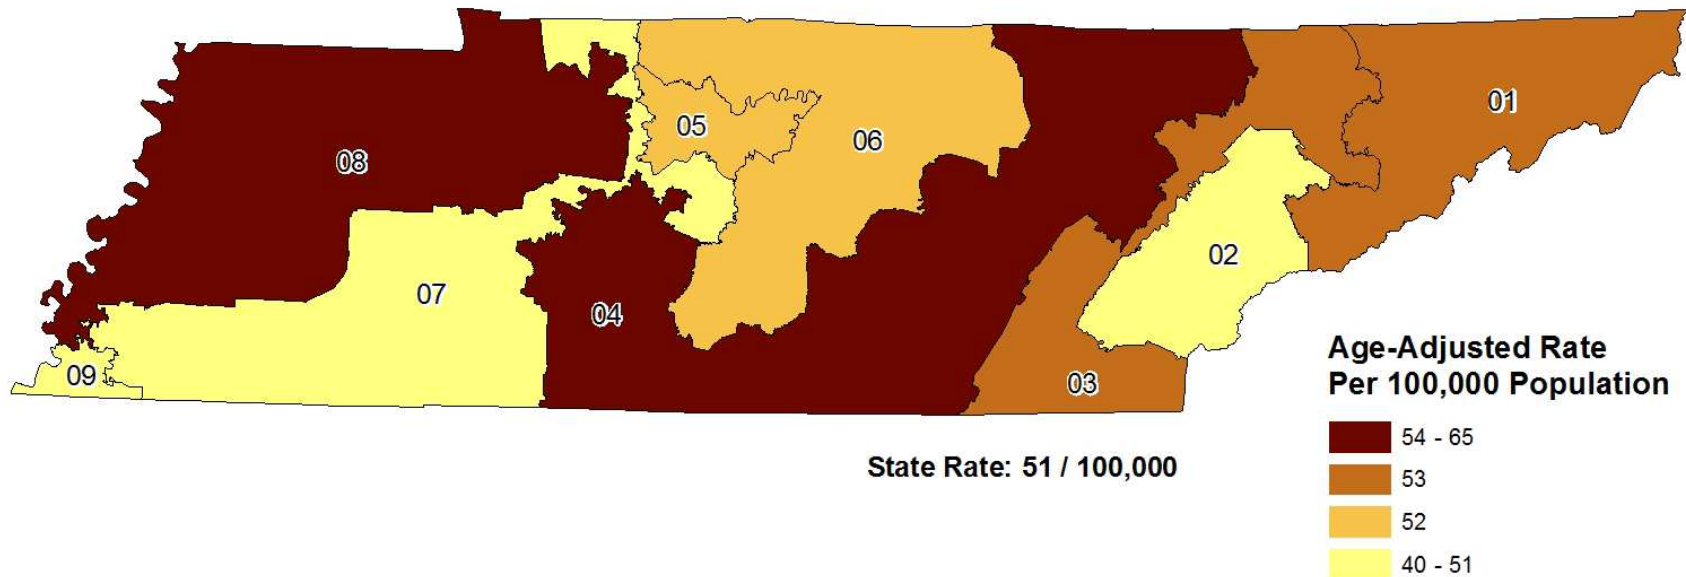 01
05
06
08
02
07
04
09
03
Age-Adjusted Rate
Per 100,000 Population
54 - 65
State Rate: 51 / 100,000
53
52
40 - 51